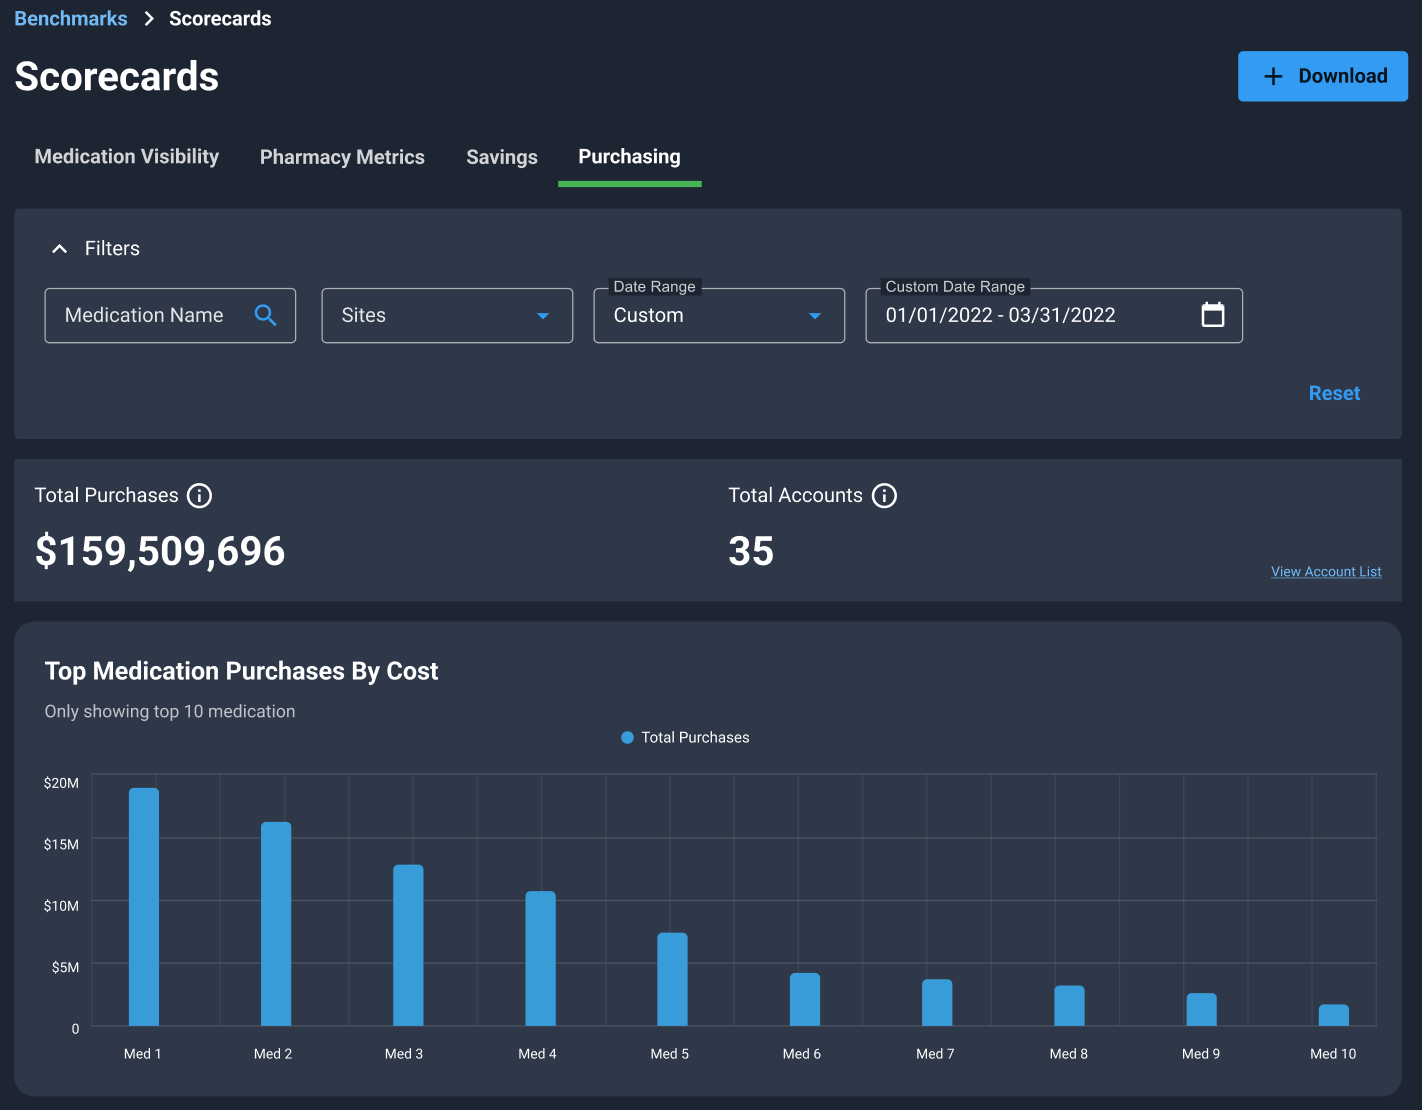 Benchmarks > Scorecards
Scorecards
+ Download
Medication Visibility Pharmacy Metrics Savings Purchasing
Filters
Date Range Custom Date Range
Medication Name Sites Custom 01/01/2022 - 03/31/2022
Reset
Total Purchases Total Accounts
$159,509,696 35
View Account List
Top Medication Purchases By Cost
Only showing top 10 medication
Total Purchases
$20M
$15M
$10M
$5M
0
Med 1 Med 2 Med 3 Med 4 Med 5 Med 6 Med 7 Med 8 Med 9 Med 10